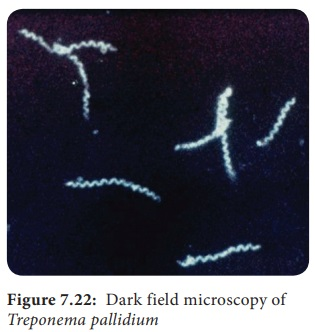 Figure 7.22: Dark field microscopy of
Treponema pallidium